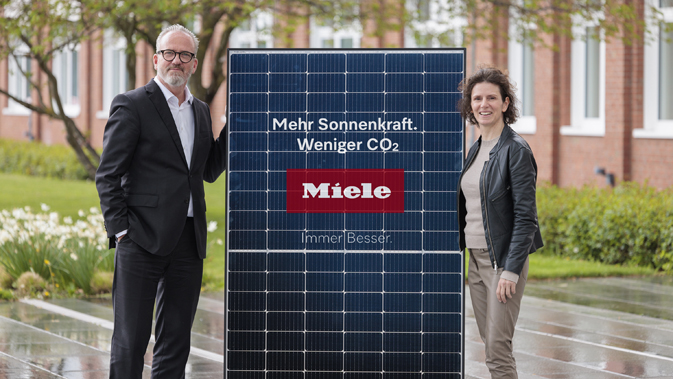 Mehr Sonnenkraft.
Weniger CO₂
Miele
Immer Besser.